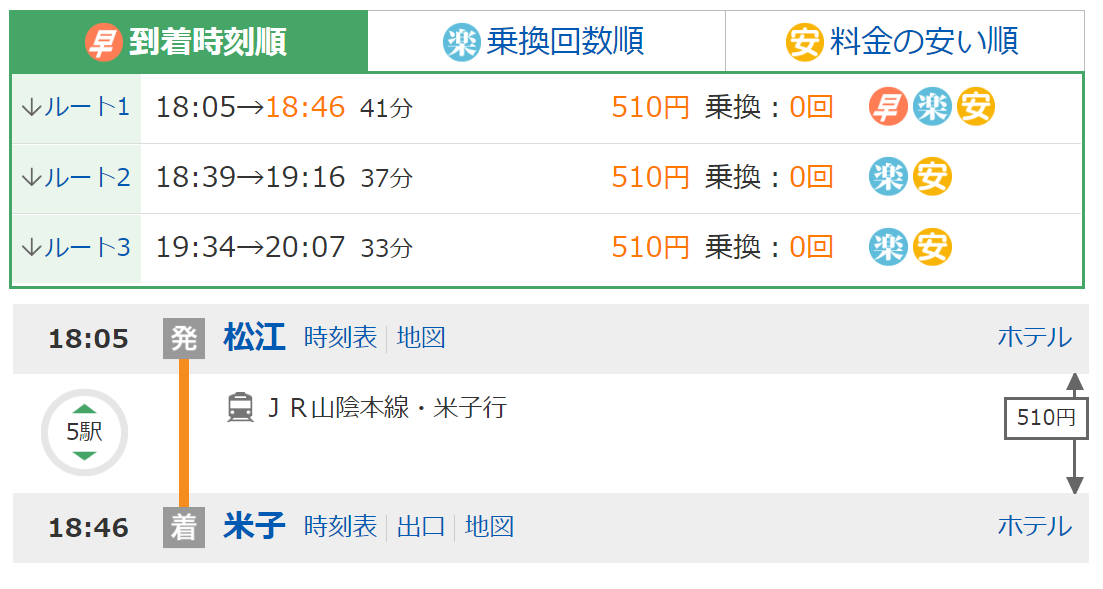 早 到着時刻順 楽 乗換回数順 安 料金の安い順
↓ルート1 18:05→18:46 41分 510円 乗換：0回 早 楽 安
↓ルート2 18:39→19:16 37分 510円 乗換：0回 楽 安
↓ルート3 19:34→20:07 33分 510円 乗換：0回 楽 安
18:05 発 松江 時刻表 地図 ホテル
ＪＲ山陰本線・米子行
5駅 510円
18:46 着 米子 時刻表 出口 地図 ホテル